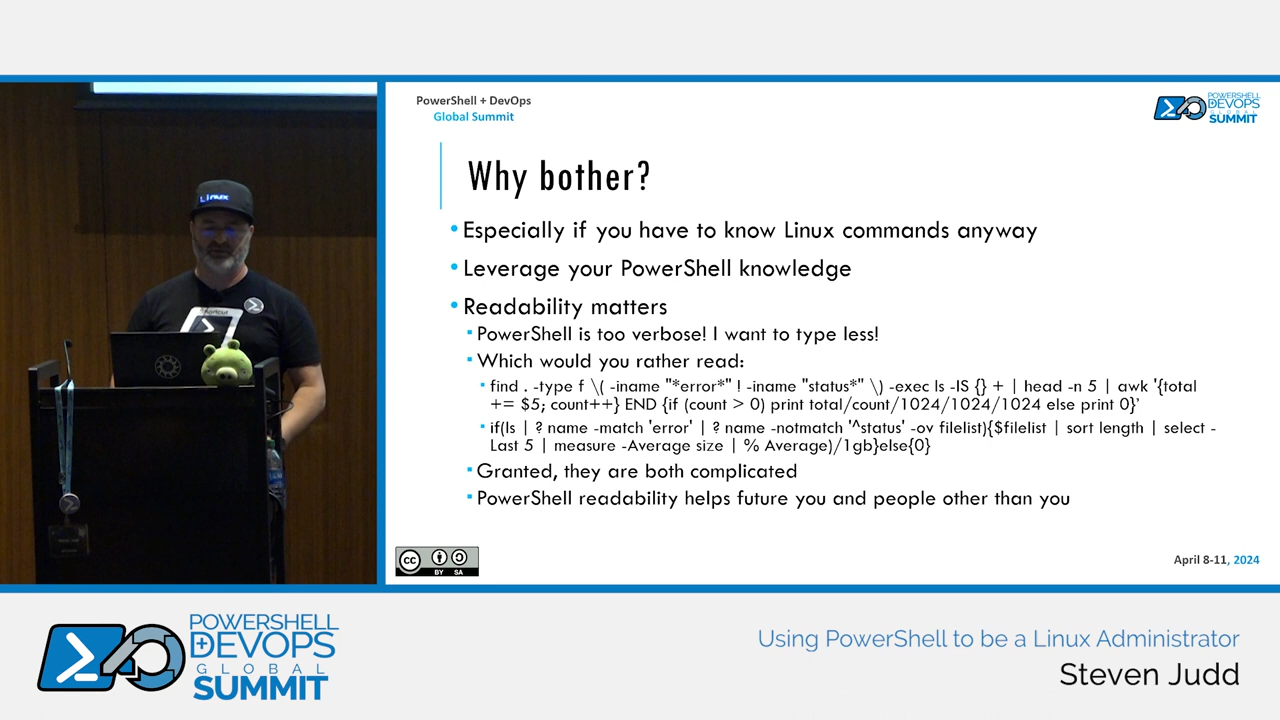 PowerShell + DevOps
Global Summit
POWERSHELL
DEVOPS
GLOBAL
SUMMIT
Why bother?
• Especially if you have to know Linux commands anyway
• Leverage your PowerShell knowledge
• Readability matters
▪ PowerShell is too verbose! I want to type less!
▪ Which would you rather read:
▪ find . -type f \( -iname "*error*" ! -iname "status*" \) -exec ls -lS {} + | head -n 5 | awk '{total
+= $5; count++} END {if (count > 0) print total/count/1024/1024/1024 else print 0}'
▪ if(ls | ? name -match 'error' | ? name -notmatch '^status' -ov filelist){$filelist | sort length | select -
Last 5 | measure -Average size | % Average)/1gb}else{0}
▪ Granted, they are both complicated
▪ PowerShell readability helps future you and people other than you
cc
BY SA
April 8-11, 2024
Linux
POWERSHELL
+DEVOPS
GLOBAL
SUMMIT
Using PowerShell to be a Linux Administrator
Steven Judd